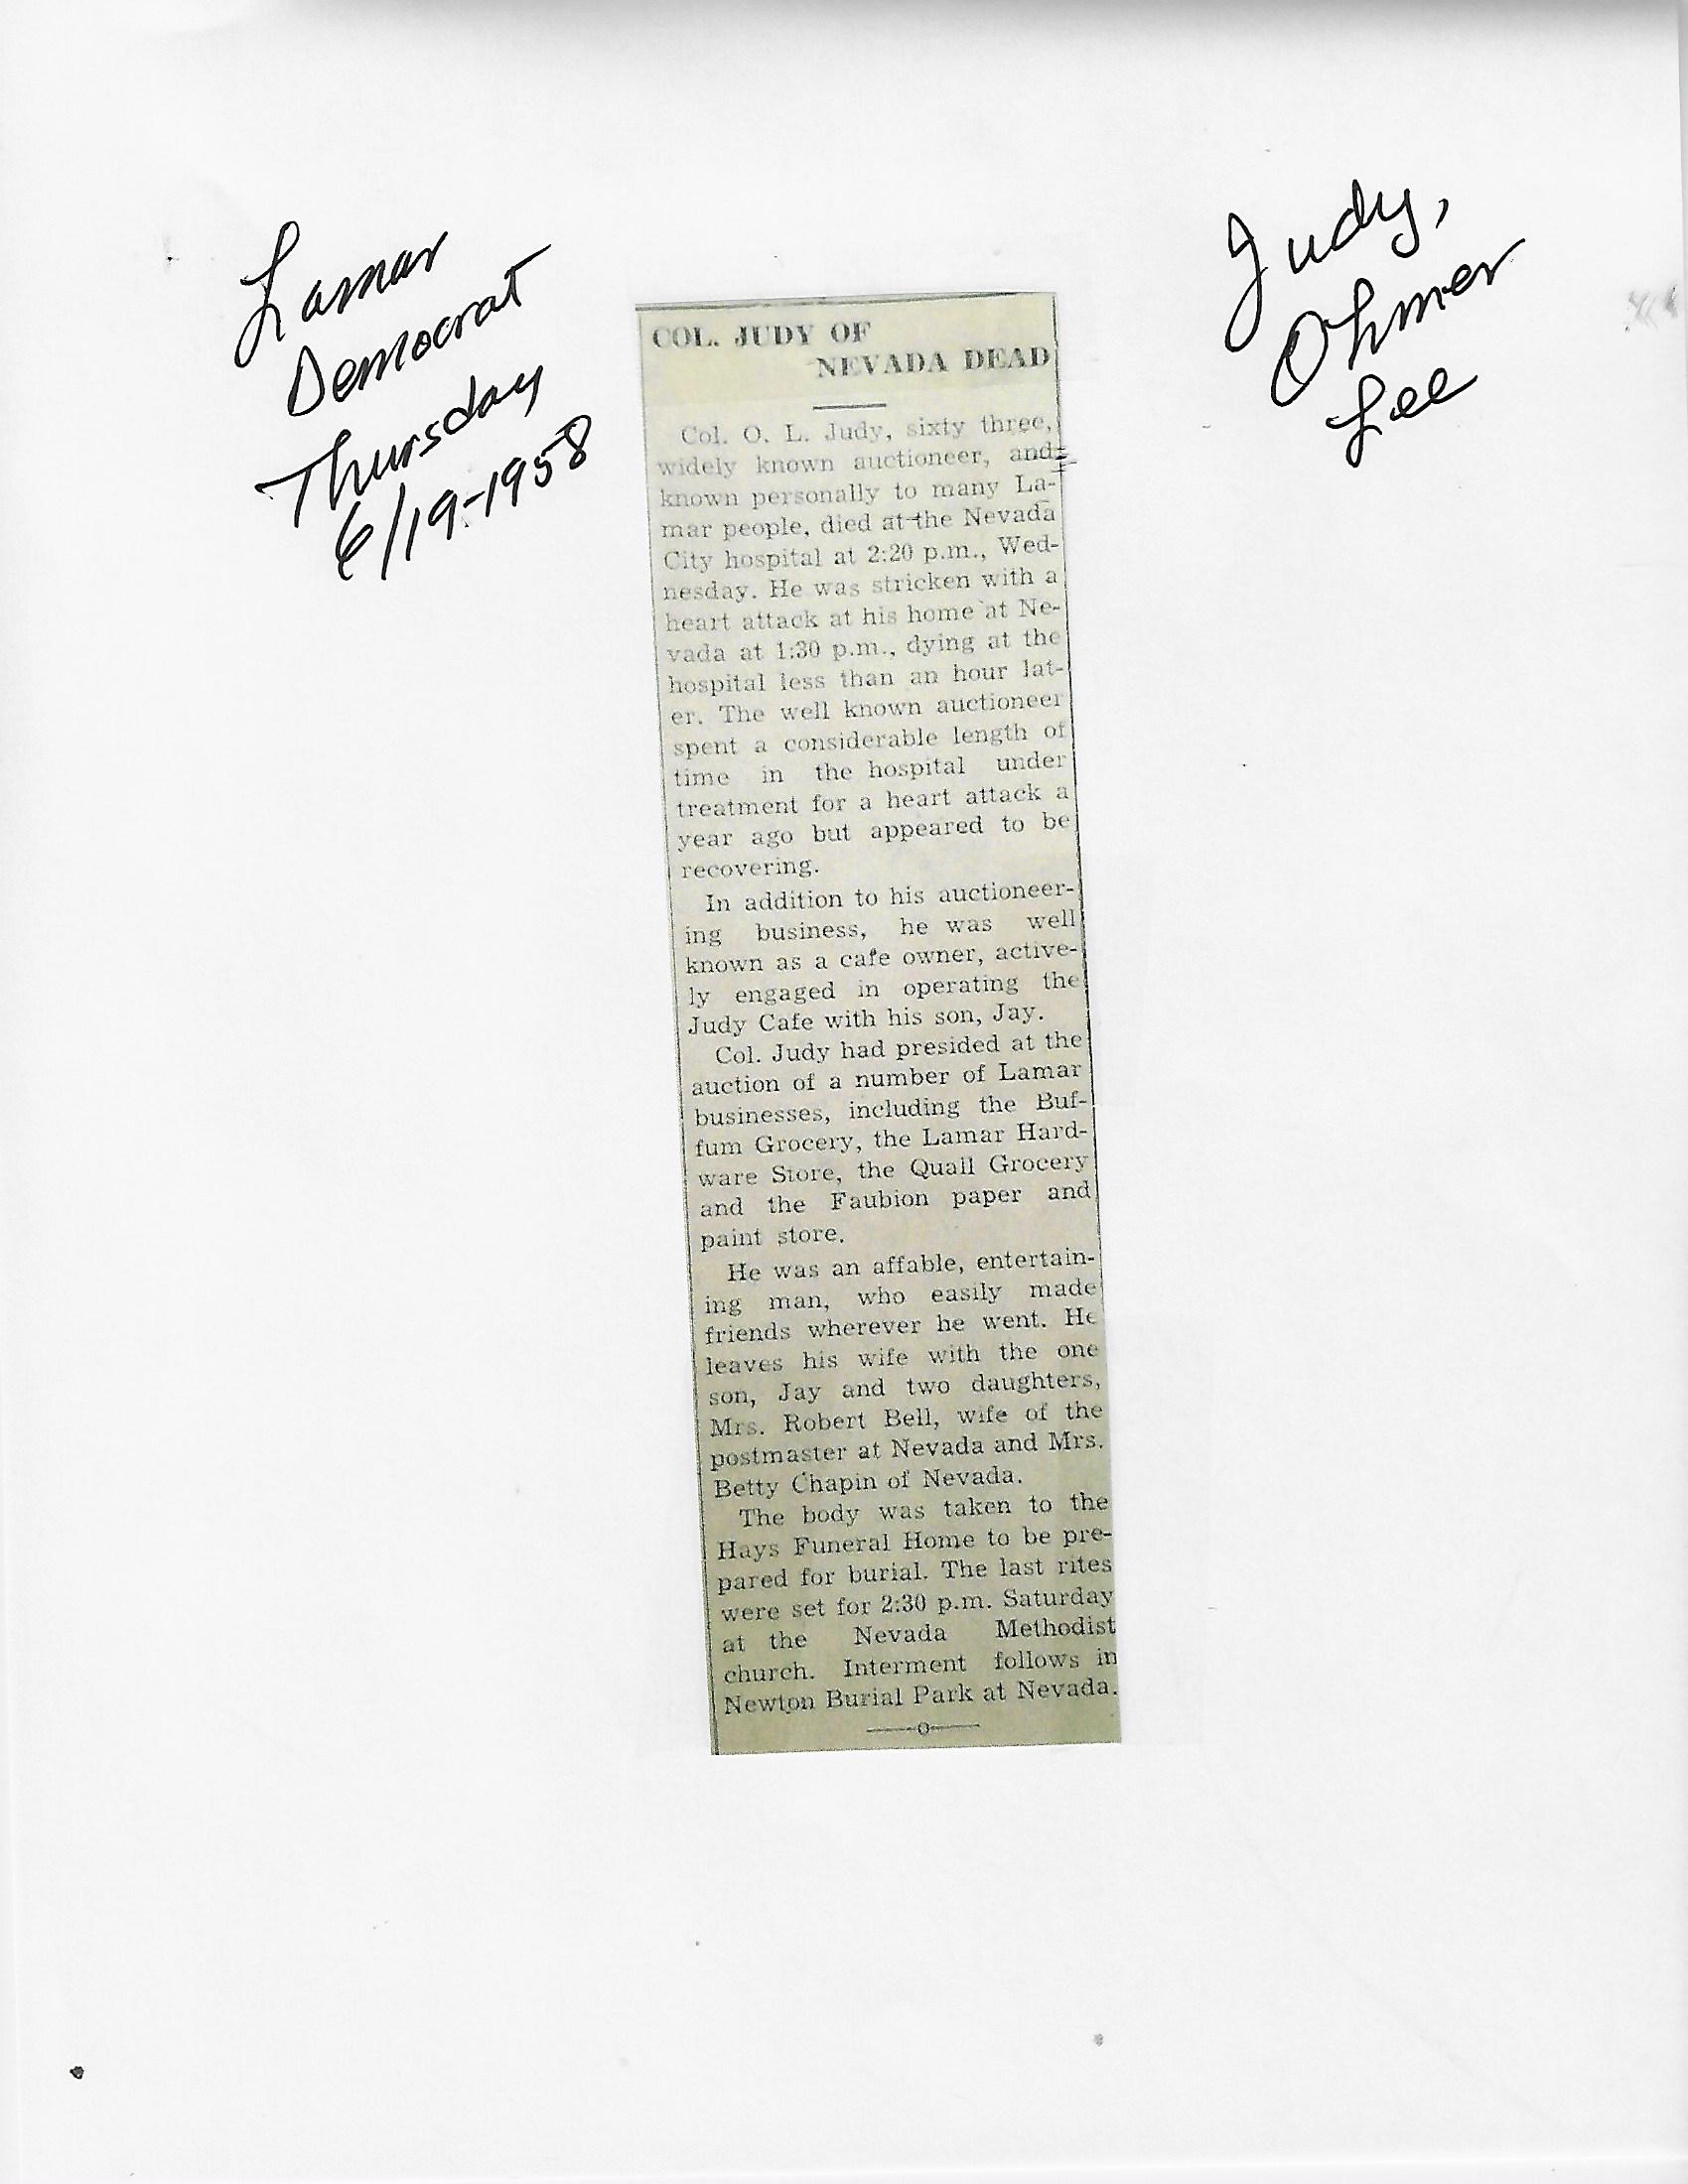 Lamar
Democrat
Thursday
6/19-1958
Judy,
Ohmer
Lee
COL. JUDY OF
NEVADA DEAD
Col. O. L. Judy, sixty three,
widely known auctioneer, and
known personally to many La-
mar people, died at the Nevada
City hospital at 2:20 p.m., Wed-
nesday. He was stricken with a
heart attack at his home at Ne-
vada at 1:30 p.m., dying at the
hospital less than an hour lat-
er. The well known auctioneer
spent a considerable length of
time in the hospital under
treatment for a heart attack a
year ago but appeared to be
recovering.
In addition to his auctioneer-
ing business, he was well
known as a cafe owner, active-
ly engaged in operating the
Judy Cafe with his son, Jay.
Col. Judy had presided at the
auction of a number of Lamar
businesses, including the Buf-
fum Grocery, the Lamar Hard-
ware Store, the Quail Grocery
and the Faubion paper and
paint store.
He was an affable, entertain-
ing man, who easily made
friends wherever he went. He
leaves his wife with the one
son, Jay and two daughters,
Mrs. Robert Bell, wife of the
postmaster at Nevada and Mrs.
Betty Chapin of Nevada.
The body was taken to the
Hays Funeral Home to be pre-
pared for burial. The last rites
were set for 2:30 p.m. Saturday
at the Nevada Methodist
church. Interment follows in
Newton Burial Park at Nevada.